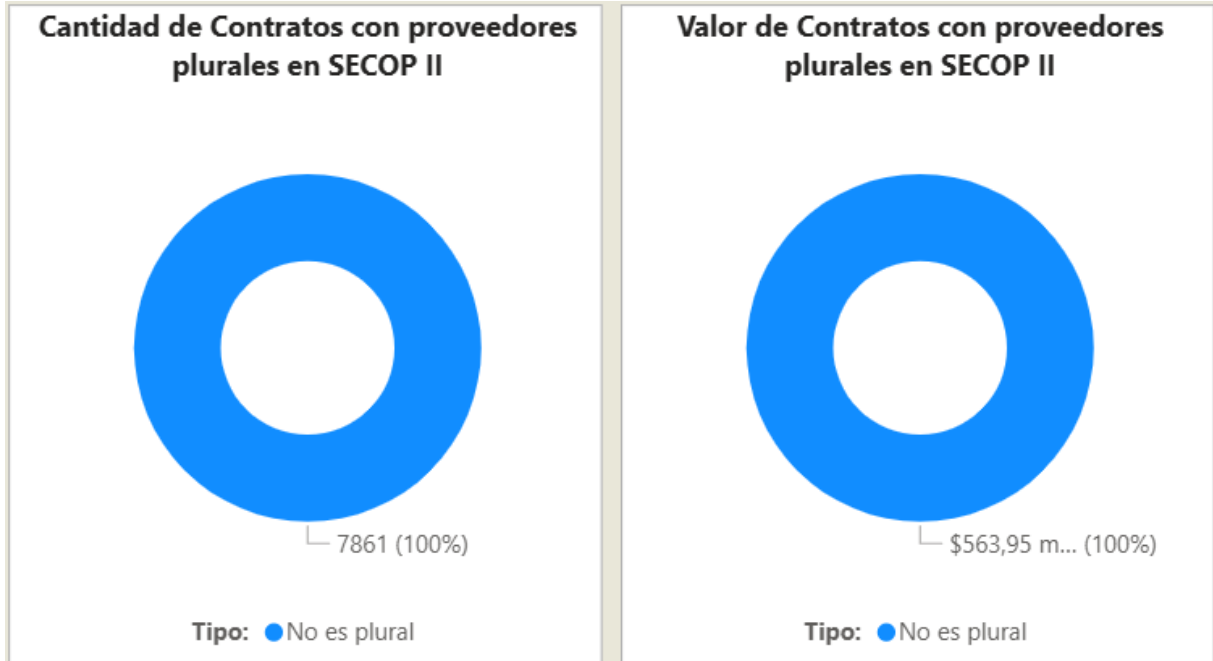 Cantidad de Contratos con proveedores
plurales en SECOP II
7861 (100%)
Tipo: No es plural
Valor de Contratos con proveedores
plurales en SECOP II
$563,95 m... (100%)
Tipo: No es plural